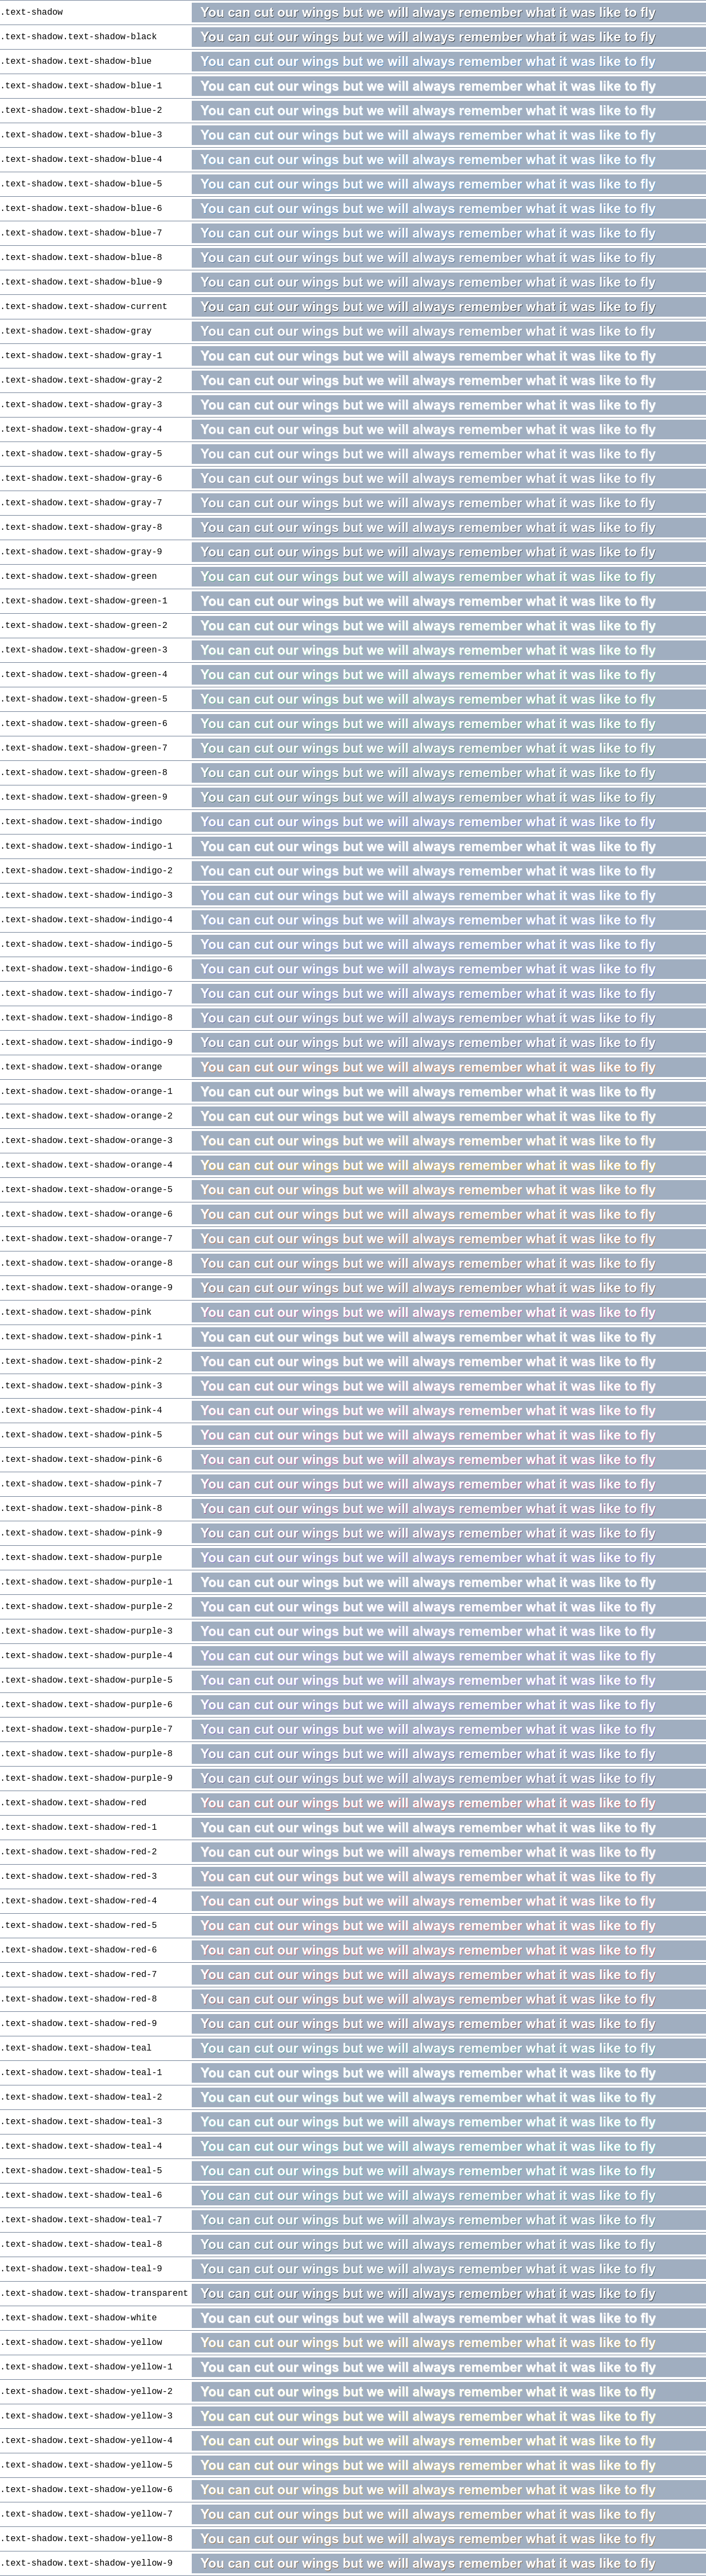 .text-shadow You can cut our wings but we will always remember what it was like to fly
.text-shadow.text-shadow-black You can cut our wings but we will always remember what it was like to fly
.text-shadow.text-shadow-blue You can cut our wings but we will always remember what it was like to fly
.text-shadow.text-shadow-blue-1 You can cut our wings but we will always remember what it was like to fly
.text-shadow.text-shadow-blue-2 You can cut our wings but we will always remember what it was like to fly
.text-shadow.text-shadow-blue-3 You can cut our wings but we will always remember what it was like to fly
.text-shadow.text-shadow-blue-4 You can cut our wings but we will always remember what it was like to fly
.text-shadow.text-shadow-blue-5 You can cut our wings but we will always remember what it was like to fly
.text-shadow.text-shadow-blue-6 You can cut our wings but we will always remember what it was like to fly
.text-shadow.text-shadow-blue-7 You can cut our wings but we will always remember what it was like to fly
.text-shadow.text-shadow-blue-8 You can cut our wings but we will always remember what it was like to fly
.text-shadow.text-shadow-blue-9 You can cut our wings but we will always remember what it was like to fly
.text-shadow.text-shadow-current You can cut our wings but we will always remember what it was like to fly
.text-shadow.text-shadow-gray You can cut our wings but we will always remember what it was like to fly
.text-shadow.text-shadow-gray-1 You can cut our wings but we will always remember what it was like to fly
.text-shadow.text-shadow-gray-2 You can cut our wings but we will always remember what it was like to fly
.text-shadow.text-shadow-gray-3 You can cut our wings but we will always remember what it was like to fly
.text-shadow.text-shadow-gray-4 You can cut our wings but we will always remember what it was like to fly
.text-shadow.text-shadow-gray-5 You can cut our wings but we will always remember what it was like to fly
.text-shadow.text-shadow-gray-6 You can cut our wings but we will always remember what it was like to fly
.text-shadow.text-shadow-gray-7 You can cut our wings but we will always remember what it was like to fly
.text-shadow.text-shadow-gray-8 You can cut our wings but we will always remember what it was like to fly
.text-shadow.text-shadow-gray-9 You can cut our wings but we will always remember what it was like to fly
.text-shadow.text-shadow-green You can cut our wings but we will always remember what it was like to fly
.text-shadow.text-shadow-green-1 You can cut our wings but we will always remember what it was like to fly
.text-shadow.text-shadow-green-2 You can cut our wings but we will always remember what it was like to fly
.text-shadow.text-shadow-green-3 You can cut our wings but we will always remember what it was like to fly
.text-shadow.text-shadow-green-4 You can cut our wings but we will always remember what it was like to fly
.text-shadow.text-shadow-green-5 You can cut our wings but we will always remember what it was like to fly
.text-shadow.text-shadow-green-6 You can cut our wings but we will always remember what it was like to fly
.text-shadow.text-shadow-green-7 You can cut our wings but we will always remember what it was like to fly
.text-shadow.text-shadow-green-8 You can cut our wings but we will always remember what it was like to fly
.text-shadow.text-shadow-green-9 You can cut our wings but we will always remember what it was like to fly
.text-shadow.text-shadow-indigo You can cut our wings but we will always remember what it was like to fly
.text-shadow.text-shadow-indigo-1 You can cut our wings but we will always remember what it was like to fly
.text-shadow.text-shadow-indigo-2 You can cut our wings but we will always remember what it was like to fly
.text-shadow.text-shadow-indigo-3 You can cut our wings but we will always remember what it was like to fly
.text-shadow.text-shadow-indigo-4 You can cut our wings but we will always remember what it was like to fly
.text-shadow.text-shadow-indigo-5 You can cut our wings but we will always remember what it was like to fly
.text-shadow.text-shadow-indigo-6 You can cut our wings but we will always remember what it was like to fly
.text-shadow.text-shadow-indigo-7 You can cut our wings but we will always remember what it was like to fly
.text-shadow.text-shadow-indigo-8 You can cut our wings but we will always remember what it was like to fly
.text-shadow.text-shadow-indigo-9 You can cut our wings but we will always remember what it was like to fly
.text-shadow.text-shadow-orange You can cut our wings but we will always remember what it was like to fly
.text-shadow.text-shadow-orange-1 You can cut our wings but we will always remember what it was like to fly
.text-shadow.text-shadow-orange-2 You can cut our wings but we will always remember what it was like to fly
.text-shadow.text-shadow-orange-3 You can cut our wings but we will always remember what it was like to fly
.text-shadow.text-shadow-orange-4 You can cut our wings but we will always remember what it was like to fly
.text-shadow.text-shadow-orange-5 You can cut our wings but we will always remember what it was like to fly
.text-shadow.text-shadow-orange-6 You can cut our wings but we will always remember what it was like to fly
.text-shadow.text-shadow-orange-7 You can cut our wings but we will always remember what it was like to fly
.text-shadow.text-shadow-orange-8 You can cut our wings but we will always remember what it was like to fly
.text-shadow.text-shadow-orange-9 You can cut our wings but we will always remember what it was like to fly
.text-shadow.text-shadow-pink You can cut our wings but we will always remember what it was like to fly
.text-shadow.text-shadow-pink-1 You can cut our wings but we will always remember what it was like to fly
.text-shadow.text-shadow-pink-2 You can cut our wings but we will always remember what it was like to fly
.text-shadow.text-shadow-pink-3 You can cut our wings but we will always remember what it was like to fly
.text-shadow.text-shadow-pink-4 You can cut our wings but we will always remember what it was like to fly
.text-shadow.text-shadow-pink-5 You can cut our wings but we will always remember what it was like to fly
.text-shadow.text-shadow-pink-6 You can cut our wings but we will always remember what it was like to fly
.text-shadow.text-shadow-pink-7 You can cut our wings but we will always remember what it was like to fly
.text-shadow.text-shadow-pink-8 You can cut our wings but we will always remember what it was like to fly
.text-shadow.text-shadow-pink-9 You can cut our wings but we will always remember what it was like to fly
.text-shadow.text-shadow-purple You can cut our wings but we will always remember what it was like to fly
.text-shadow.text-shadow-purple-1 You can cut our wings but we will always remember what it was like to fly
.text-shadow.text-shadow-purple-2 You can cut our wings but we will always remember what it was like to fly
.text-shadow.text-shadow-purple-3 You can cut our wings but we will always remember what it was like to fly
.text-shadow.text-shadow-purple-4 You can cut our wings but we will always remember what it was like to fly
.text-shadow.text-shadow-purple-5 You can cut our wings but we will always remember what it was like to fly
.text-shadow.text-shadow-purple-6 You can cut our wings but we will always remember what it was like to fly
.text-shadow.text-shadow-purple-7 You can cut our wings but we will always remember what it was like to fly
.text-shadow.text-shadow-purple-8 You can cut our wings but we will always remember what it was like to fly
.text-shadow.text-shadow-purple-9 You can cut our wings but we will always remember what it was like to fly
.text-shadow.text-shadow-red You can cut our wings but we will always remember what it was like to fly
.text-shadow.text-shadow-red-1 You can cut our wings but we will always remember what it was like to fly
.text-shadow.text-shadow-red-2 You can cut our wings but we will always remember what it was like to fly
.text-shadow.text-shadow-red-3 You can cut our wings but we will always remember what it was like to fly
.text-shadow.text-shadow-red-4 You can cut our wings but we will always remember what it was like to fly
.text-shadow.text-shadow-red-5 You can cut our wings but we will always remember what it was like to fly
.text-shadow.text-shadow-red-6 You can cut our wings but we will always remember what it was like to fly
.text-shadow.text-shadow-red-7 You can cut our wings but we will always remember what it was like to fly
.text-shadow.text-shadow-red-8 You can cut our wings but we will always remember what it was like to fly
.text-shadow.text-shadow-red-9 You can cut our wings but we will always remember what it was like to fly
.text-shadow.text-shadow-teal You can cut our wings but we will always remember what it was like to fly
.text-shadow.text-shadow-teal-1 You can cut our wings but we will always remember what it was like to fly
.text-shadow.text-shadow-teal-2 You can cut our wings but we will always remember what it was like to fly
.text-shadow.text-shadow-teal-3 You can cut our wings but we will always remember what it was like to fly
.text-shadow.text-shadow-teal-4 You can cut our wings but we will always remember what it was like to fly
.text-shadow.text-shadow-teal-5 You can cut our wings but we will always remember what it was like to fly
.text-shadow.text-shadow-teal-6 You can cut our wings but we will always remember what it was like to fly
.text-shadow.text-shadow-teal-7 You can cut our wings but we will always remember what it was like to fly
.text-shadow.text-shadow-teal-8 You can cut our wings but we will always remember what it was like to fly
.text-shadow.text-shadow-teal-9 You can cut our wings but we will always remember what it was like to fly
.text-shadow.text-shadow-transparent You can cut our wings but we will always remember what it was like to fly
.text-shadow.text-shadow-white You can cut our wings but we will always remember what it was like to fly
.text-shadow.text-shadow-yellow You can cut our wings but we will always remember what it was like to fly
.text-shadow.text-shadow-yellow-1 You can cut our wings but we will always remember what it was like to fly
.text-shadow.text-shadow-yellow-2 You can cut our wings but we will always remember what it was like to fly
.text-shadow.text-shadow-yellow-3 You can cut our wings but we will always remember what it was like to fly
.text-shadow.text-shadow-yellow-4 You can cut our wings but we will always remember what it was like to fly
.text-shadow.text-shadow-yellow-5 You can cut our wings but we will always remember what it was like to fly
.text-shadow.text-shadow-yellow-6 You can cut our wings but we will always remember what it was like to fly
.text-shadow.text-shadow-yellow-7 You can cut our wings but we will always remember what it was like to fly
.text-shadow.text-shadow-yellow-8 You can cut our wings but we will always remember what it was like to fly
.text-shadow.text-shadow-yellow-9 You can cut our wings but we will always remember what it was like to fly